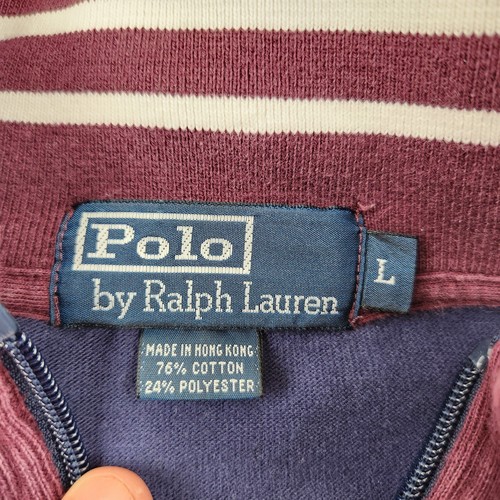 Polo
by Ralph Lauren
L
MADE IN HONG KONG
76% COTTON
24% POLYESTER